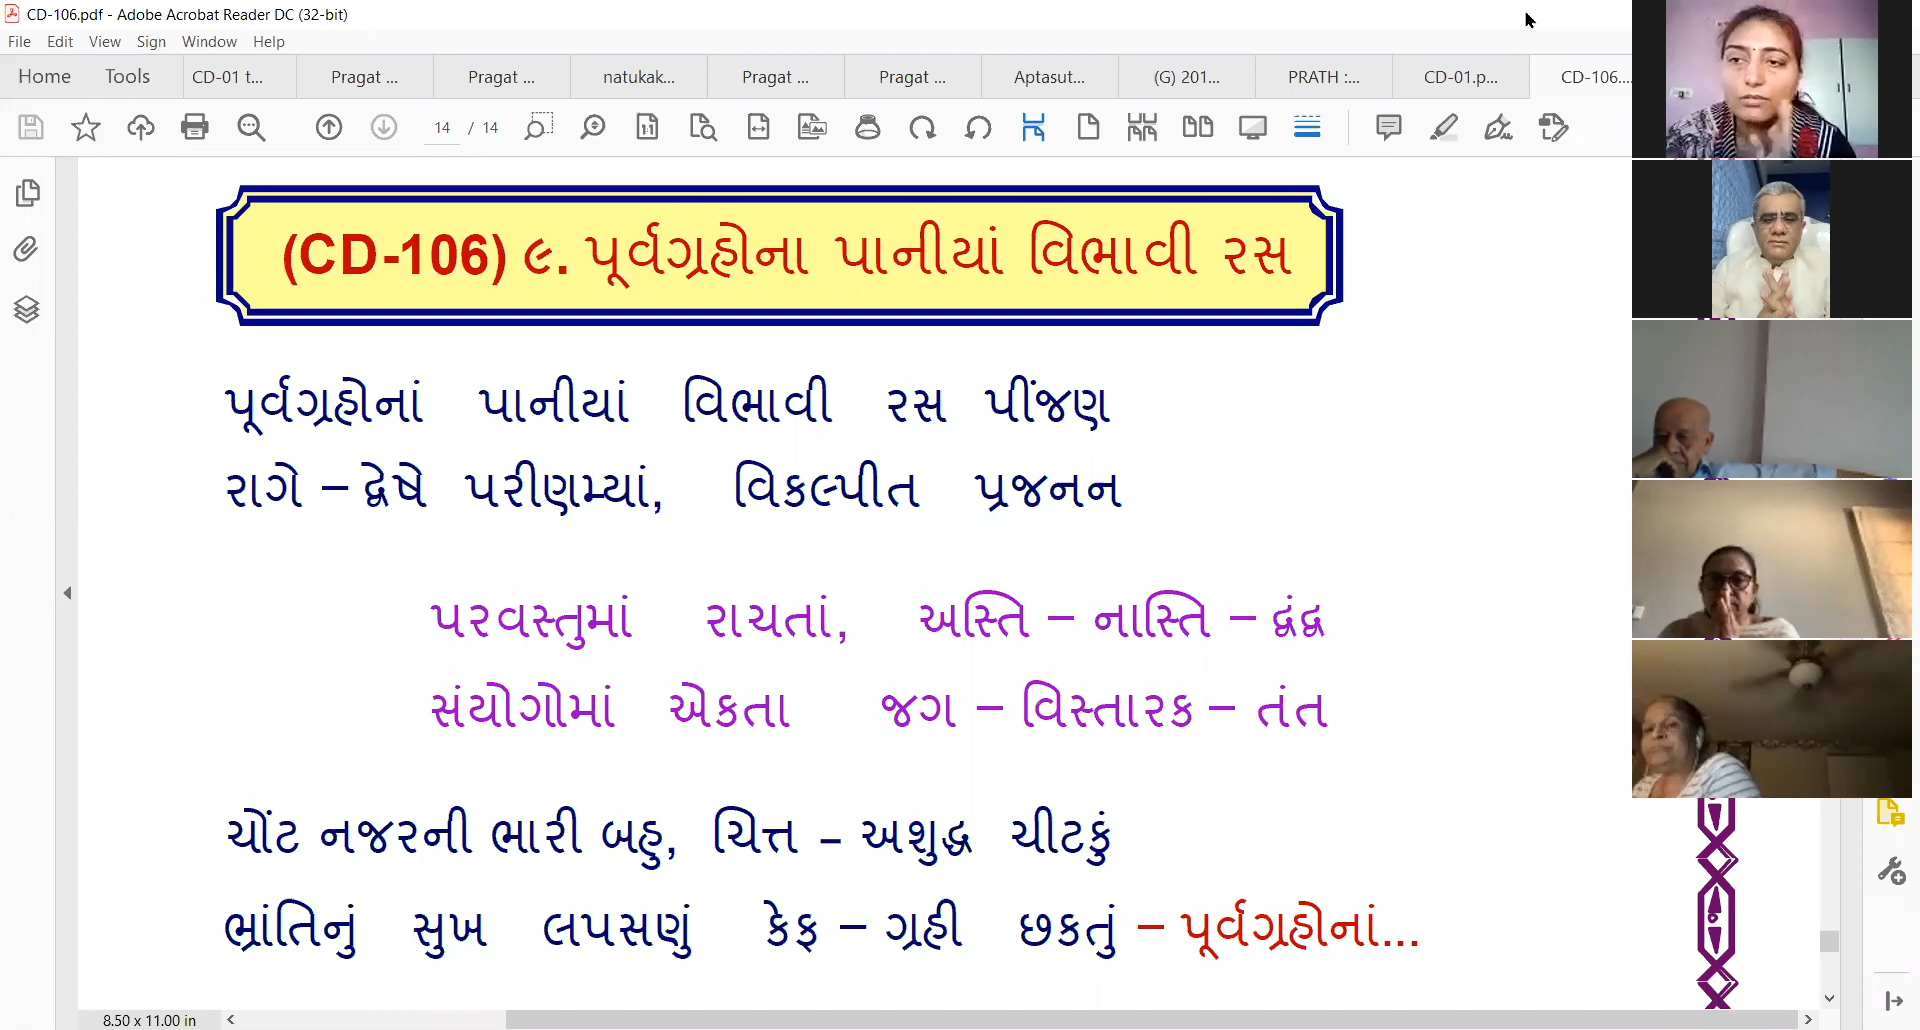 CD-106.pdf - Adobe Acrobat Reader DC (32-bit)
File Edit View Sign Window Help
Home Tools CD-01 t... Pragat ... Pragat ... natukak... Pragat ... Pragat ... Aptasut... (G) 201... PRATH :... CD-01.p... CD-106....
14 / 14
(CD-106) ૯. પૂર્વગ્રહોના પાનીયાં વિભાવી રસ
પૂર્વગ્રહોનાં પાનીયાં વિભાવી રસ પીંજણ
રાગે – દ્વેષે પરીણમ્યાં, વિકલ્પીત પ્રજનન
પરવસ્તુમાં રાચતાં, અસ્તિ – નાસ્તિ – દ્વંદ્વ
સંયોગોમાં એકતા જગ – વિસ્તારક – તંત
ચોંટ નજરની ભારી બહુ, ચિત્ત – અશુદ્ધ ચીટકું
ભ્રાંતિનું સુખ લપસણું કેફ – ગ્રહી છકતું – પૂર્વગ્રહોનાં...
8.50 x 11.00 in